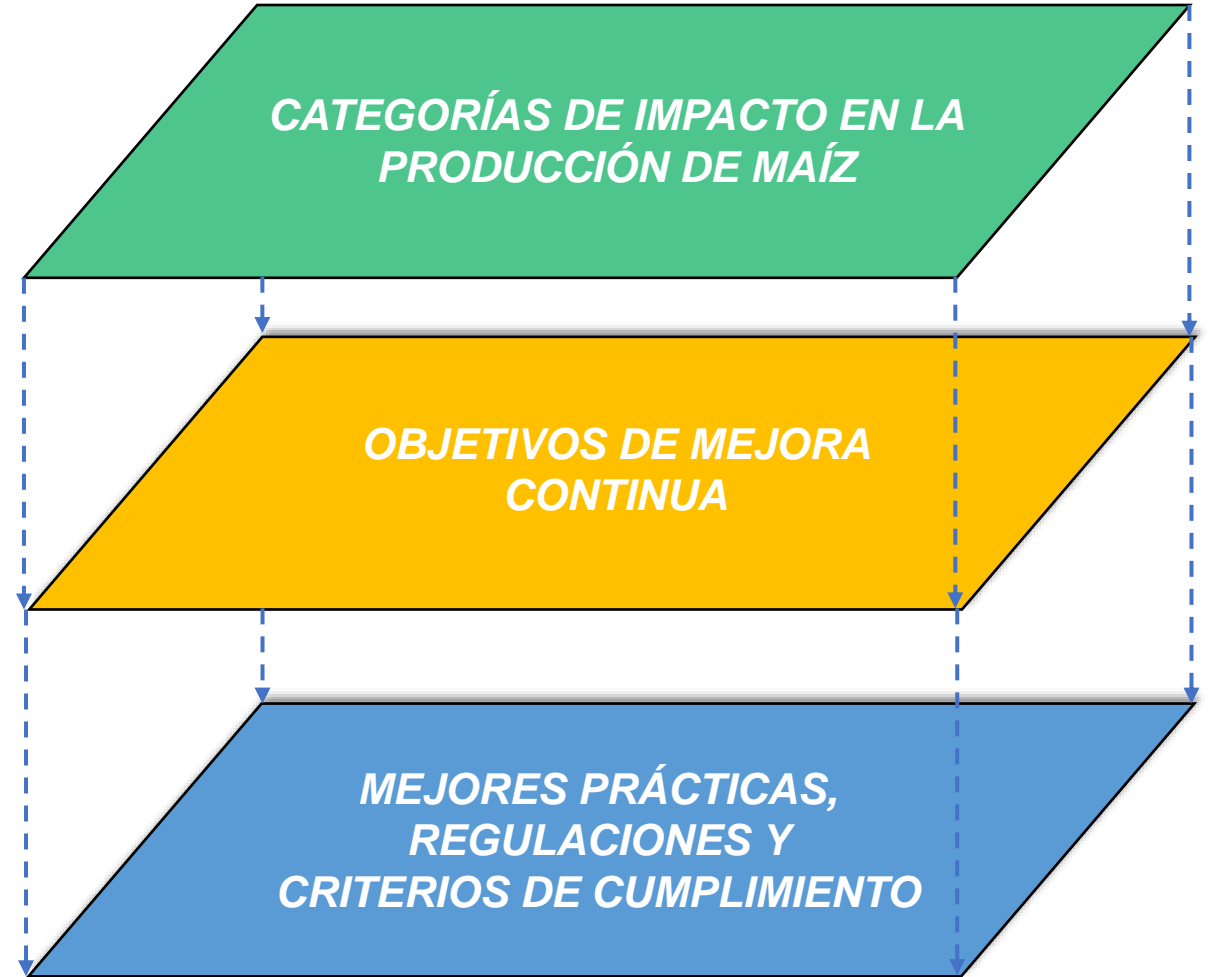 CATEGORÍAS DE IMPACTO EN LA
PRODUCCIÓN DE MAÍZ
OBJETIVOS DE MEJORA
CONTINUA
MEJORES PRÁCTICAS,
REGULACIONES Y
CRITERIOS DE CUMPLIMIENTO